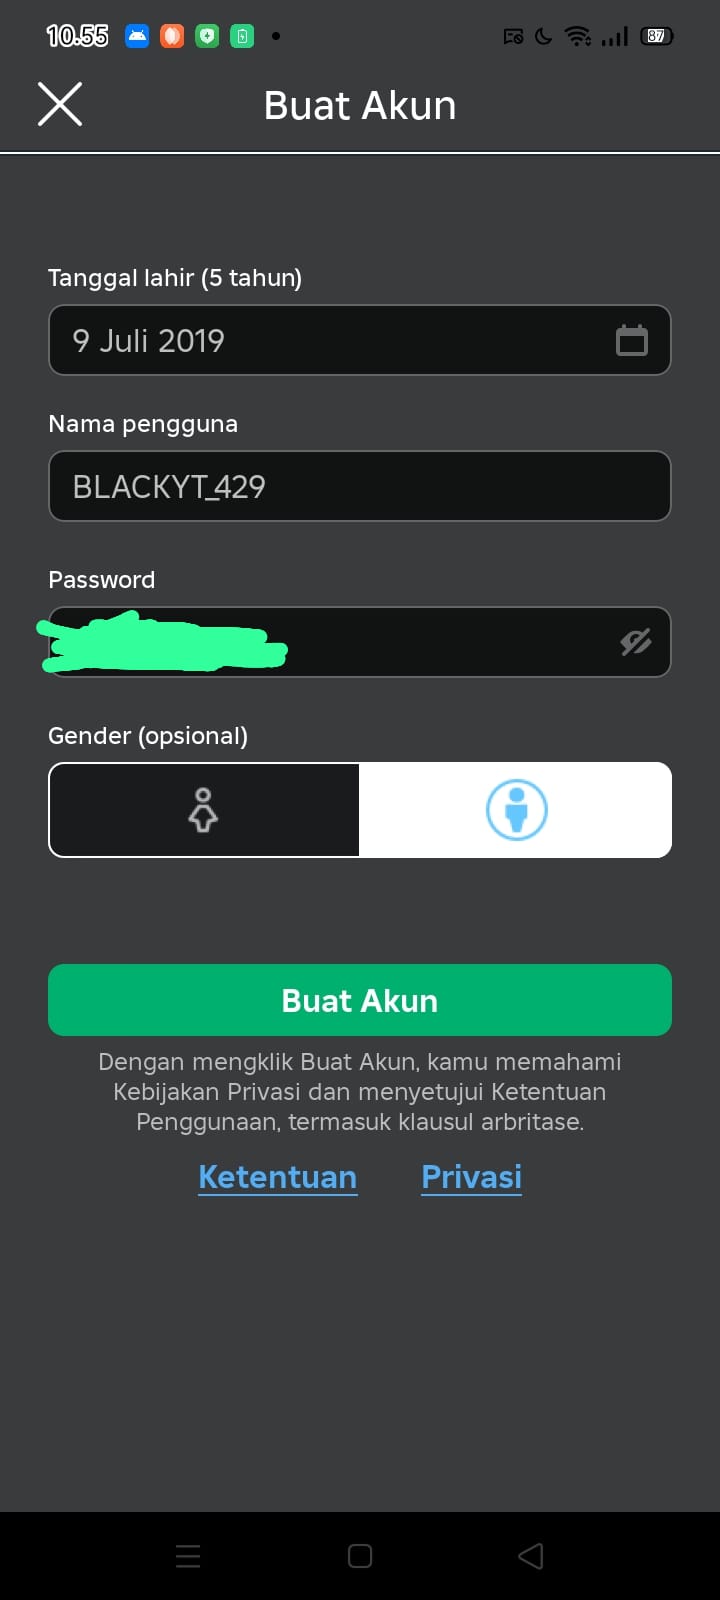 10.55
87
Buat Akun
Tanggal lahir (5 tahun)
9 Juli 2019
Nama pengguna
BLACKYT_429
Password
Gender (opsional)
Buat Akun
Dengan mengklik Buat Akun, kamu memahami
Kebijakan Privasi dan menyetujui Ketentuan
Penggunaan, termasuk klausul arbritase.
Ketentuan Privasi